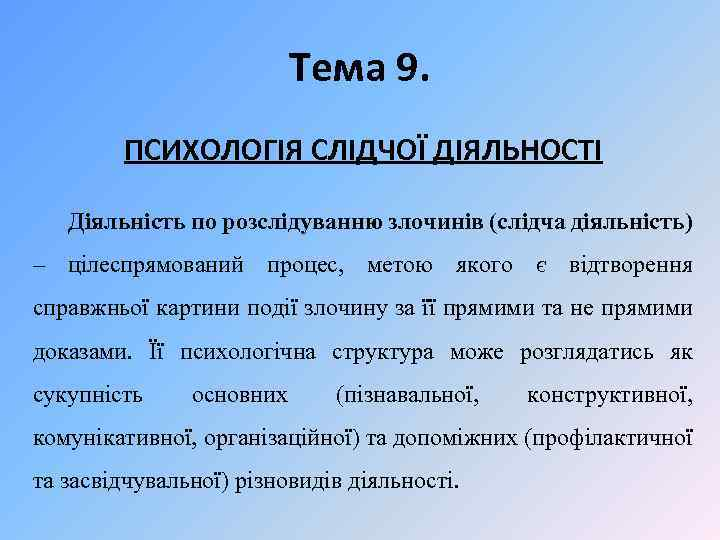 Тема 9.
ПСИХОЛОГІЯ СЛІДЧОЇ ДІЯЛЬНОСТІ
Діяльність по розслідуванню злочинів (слідча діяльність)
– цілеспрямований процес, метою якого є відтворення
справжньої картини події злочину за її прямими та не прямими
доказами. Її психологічна структура може розглядатись як
сукупність основних (пізнавальної, конструктивної,
комунікативної, організаційної) та допоміжних (профілактичної
та засвідчувальної) різновидів діяльності.